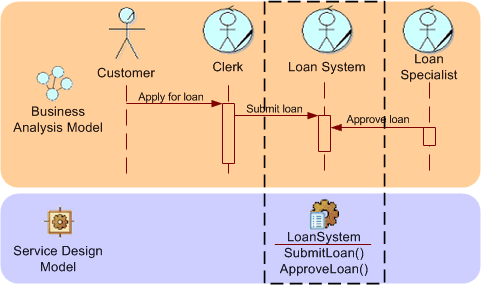 Customer
Clerk
Loan System
Loan
Specialist
Business
Analysis Model
Apply for loan
Submit loan
Approve loan
Service Design
Model
LoanSystem
SubmitLoan()
ApproveLoan()